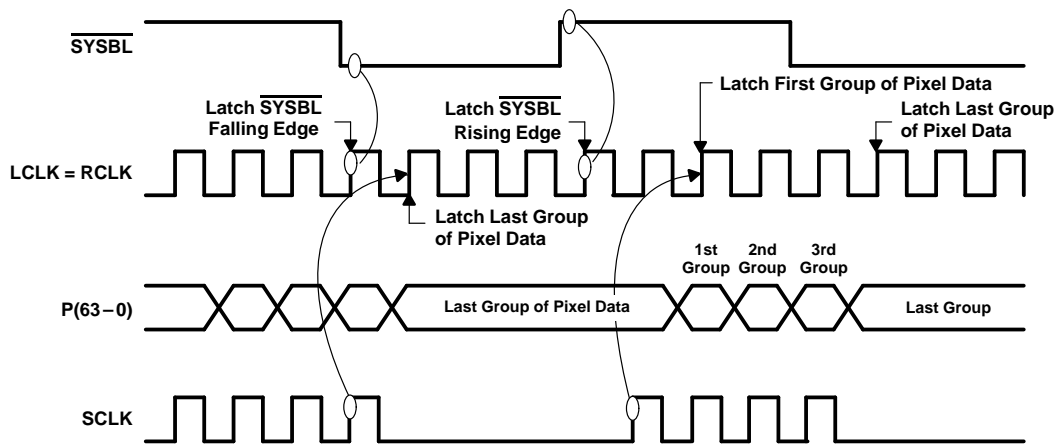 SYSBL
Latch SYSBL
Falling Edge
Latch SYSBL
Rising Edge
Latch First Group of Pixel Data
Latch Last Group
of Pixel Data
LCLK = RCLK
Latch Last Group
of Pixel Data
1st
Group
2nd
Group
3rd
Group
P(63–0)
Last Group of Pixel Data
Last Group
SCLK